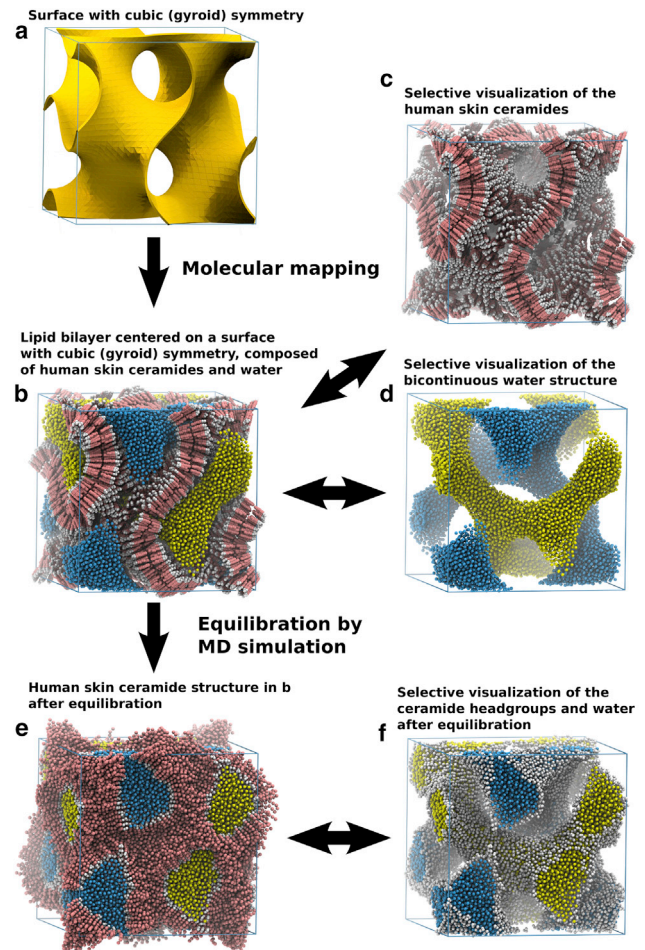 Surface with cubic (gyroid) symmetry
a
c
Selective visualization of the
human skin ceramides
Molecular mapping
Lipid bilayer centered on a surface
with cubic (gyroid) symmetry, composed
of human skin ceramides and water
b
Selective visualization of the
bicontinuous water structure
d
Equilibration by
MD simulation
Human skin ceramide structure in b
after equilibration
e
Selective visualization of the
ceramide headgroups and water
after equilibration
f